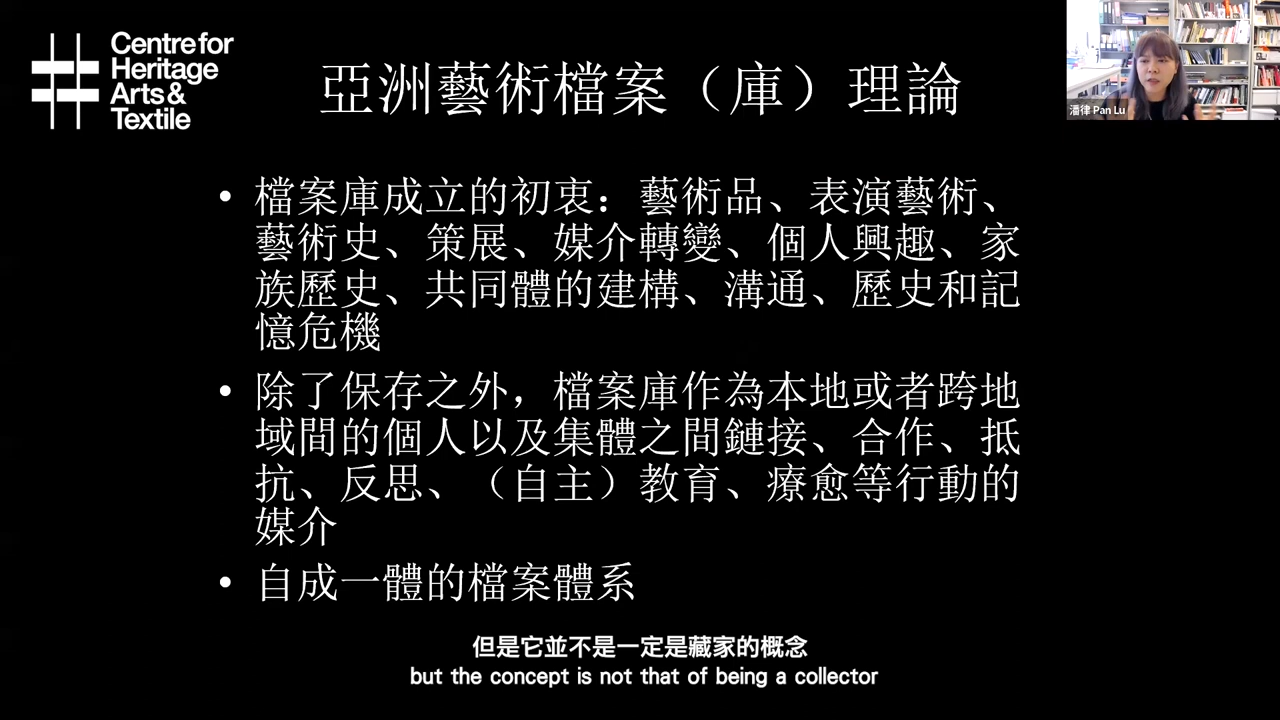 Centre for
Heritage
Arts &
Textile
亞洲藝術檔案（庫）理論
潘律 Pan Lu
• 檔案庫成立的初衷：藝術品、表演藝術、
藝術史、策展、媒介轉變、個人興趣、家
族歷史、共同體的建構、溝通、歷史和記
憶危機
• 除了保存之外，檔案庫作為本地或者跨地
域間的個人以及集體之間鏈接、合作、抵
抗、反思、（自主）教育、療愈等行動的
媒介
• 自成一體的檔案體系
但是它並不是一定是藏家的概念
but the concept is not that of being a collector